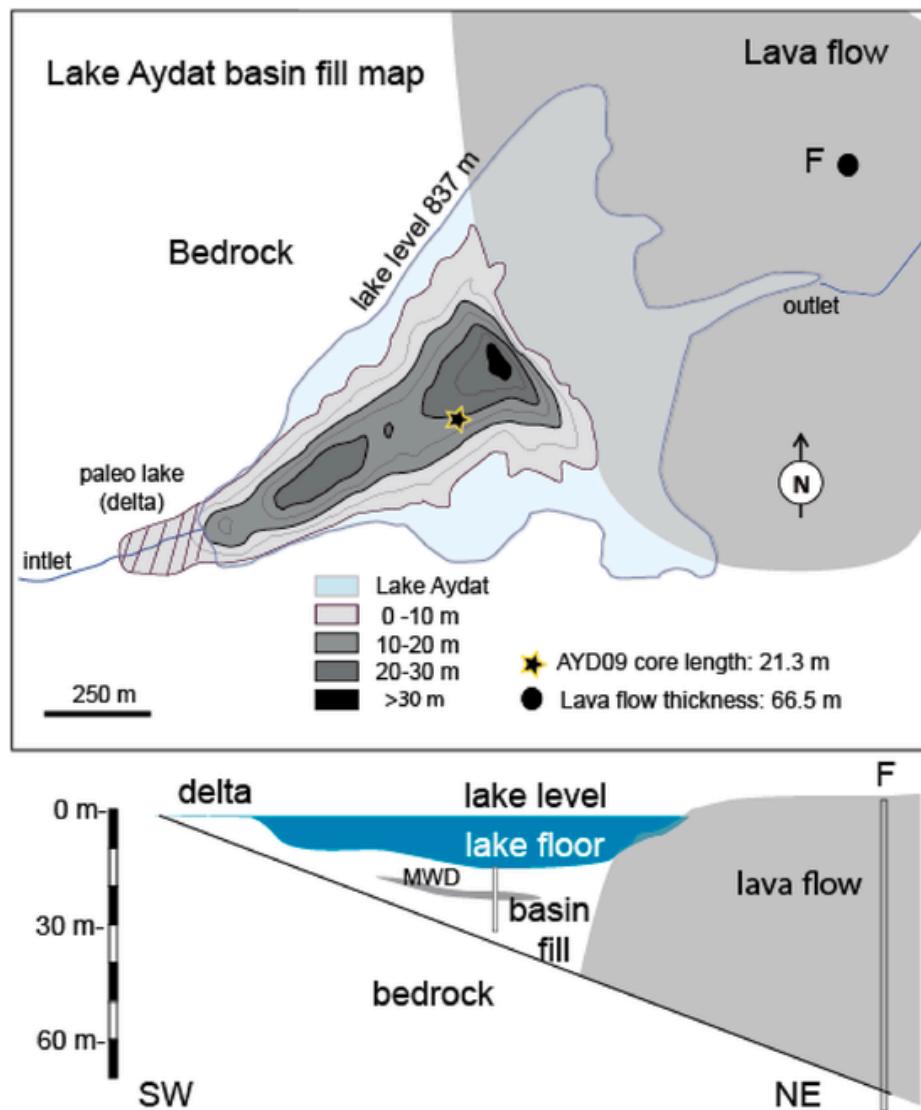 Lake Aydat basin fill map
Lava flow
F
lake level 837 m
Bedrock
outlet
paleo lake
(delta)
N
intlet
Lake Aydat
0 -10 m
10-20 m
20-30 m
>30 m
AYD09 core length: 21.3 m
Lava flow thickness: 66.5 m
250 m
F
delta
lake level
0 m-
lake floor
MWD
lava flow
basin
fill
30 m-
bedrock
60 m-
SW
NE